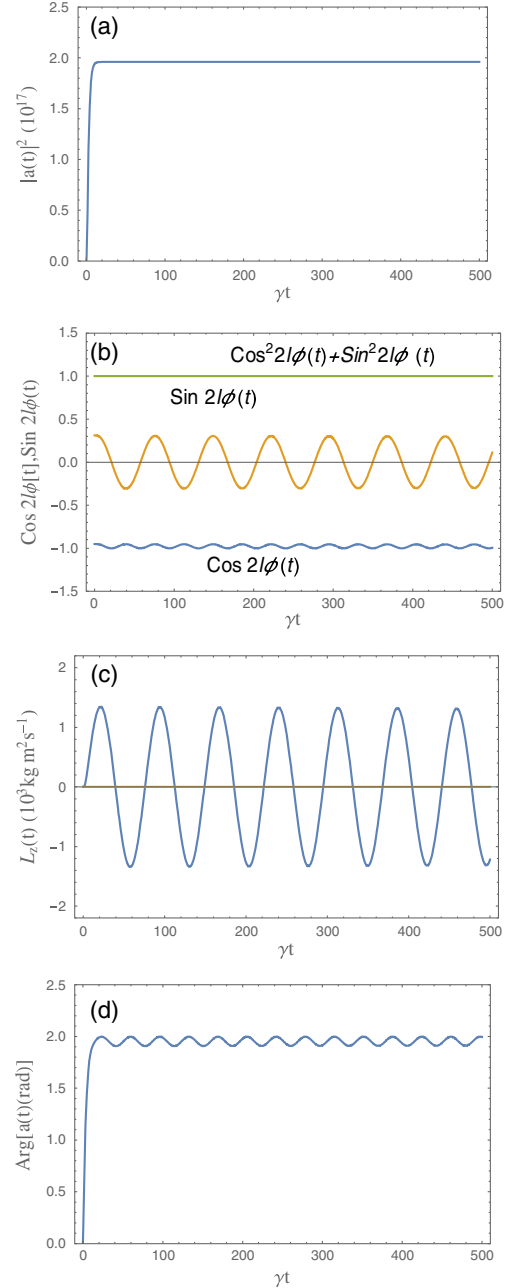 (a)
2.5
2.0
1.5
1.0
0.5
0.0
|a(t)|² (10¹⁷)
0 100 200 300 400 500
γt
(b)
1.5
1.0
0.5
0.0
−0.5
−1.0
−1.5
Cos 2lϕ[t],Sin 2lϕ(t)
Cos²2lϕ(t)+Sin²2lϕ (t)
Sin 2lϕ(t)
Cos 2lϕ(t)
0 100 200 300 400 500
γt
(c)
2
1
0
−1
−2
L_z(t) (10³kg m²s⁻¹)
0 100 200 300 400 500
γt
(d)
2.5
2.0
1.5
1.0
0.5
0.0
Arg[a(t)(rad)]
0 100 200 300 400 500
γt